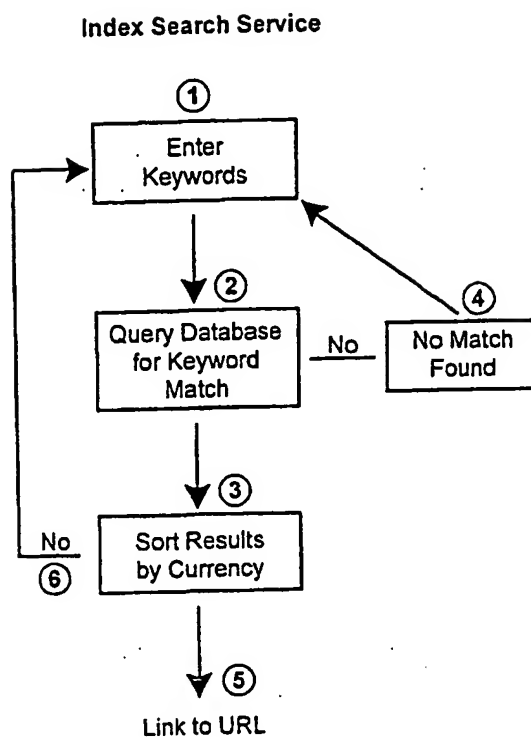 Index Search Service
1
Enter
Keywords
2
Query Database
for Keyword
Match
No
4
No Match
Found
3
Sort Results
by Currency
No
6
5
Link to URL